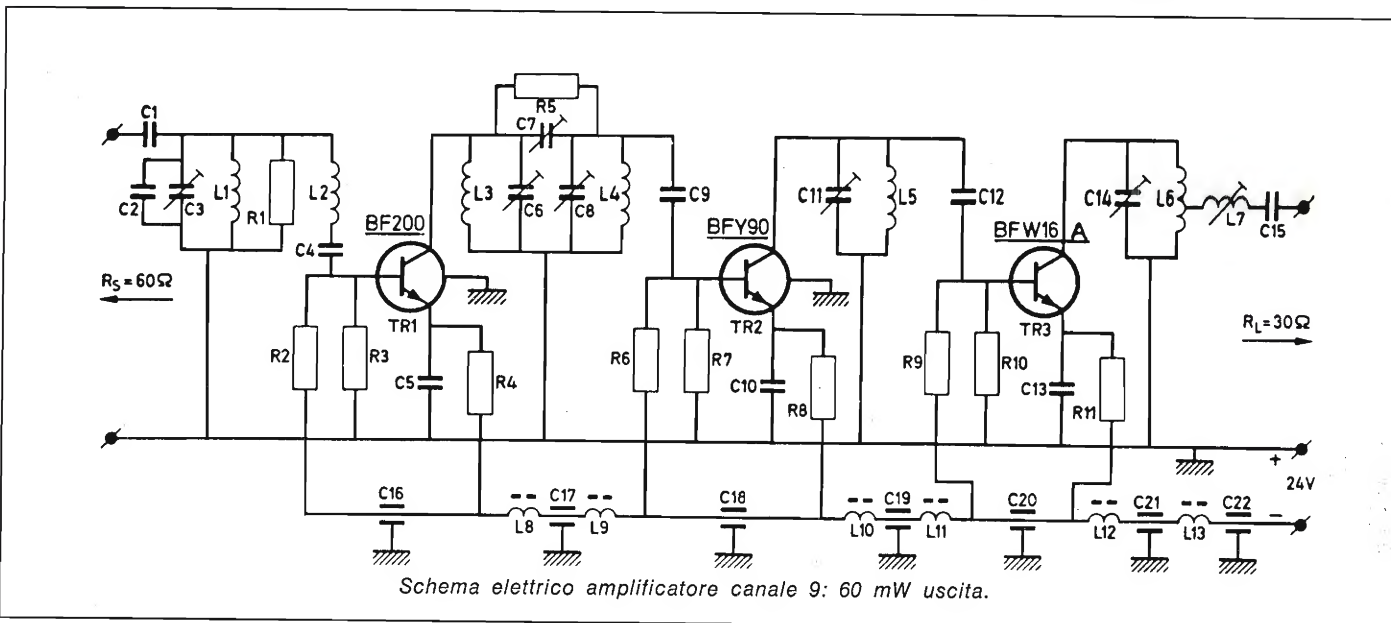 C1
R5
C7
BF200
BFY90
BFW16 A
C2
C3
L1
R1
L2
C4
L3
C6
C8
L4
C9
C11
L5
C12
C14
L6
L7
C15
RS=60Ω
RL=30Ω
TR1
TR2
TR3
R2
R3
C5
R4
R6
R7
C10
R8
R9
R10
C13
R11
+
24V
–
C16
L8
C17
L9
C18
L10
C19
L11
C20
L12
C21
L13
C22
Schema elettrico amplificatore canale 9: 60 mW uscita.